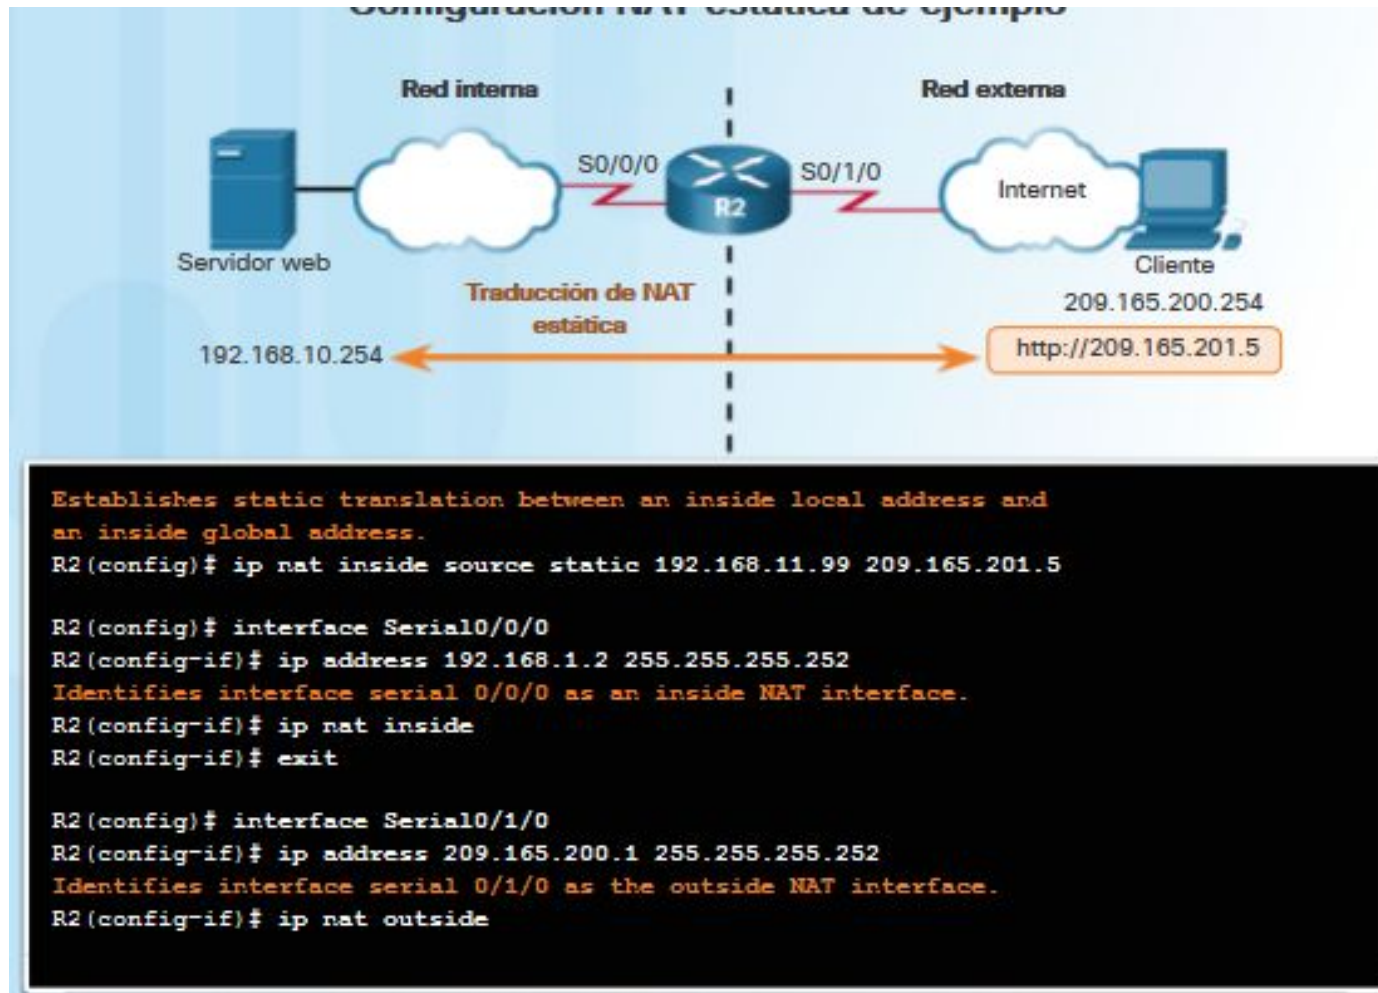 Configuración NAT estática de ejemplo
Red interna
Red externa
S0/0/0
S0/1/0
Internet
R2
Servidor web
Cliente
Traducción de NAT
estática
209.165.200.254
192.168.10.254
http://209.165.201.5
Establishes static translation between an inside local address and
an inside global address.
R2(config)# ip nat inside source static 192.168.11.99 209.165.201.5
R2(config)# interface Serial0/0/0
R2(config-if)# ip address 192.168.1.2 255.255.255.252
Identifies interface serial 0/0/0 as an inside NAT interface.
R2(config-if)# ip nat inside
R2(config-if)# exit
R2(config)# interface Serial0/1/0
R2(config-if)# ip address 209.165.200.1 255.255.255.252
Identifies interface serial 0/1/0 as the outside NAT interface.
R2(config-if)# ip nat outside